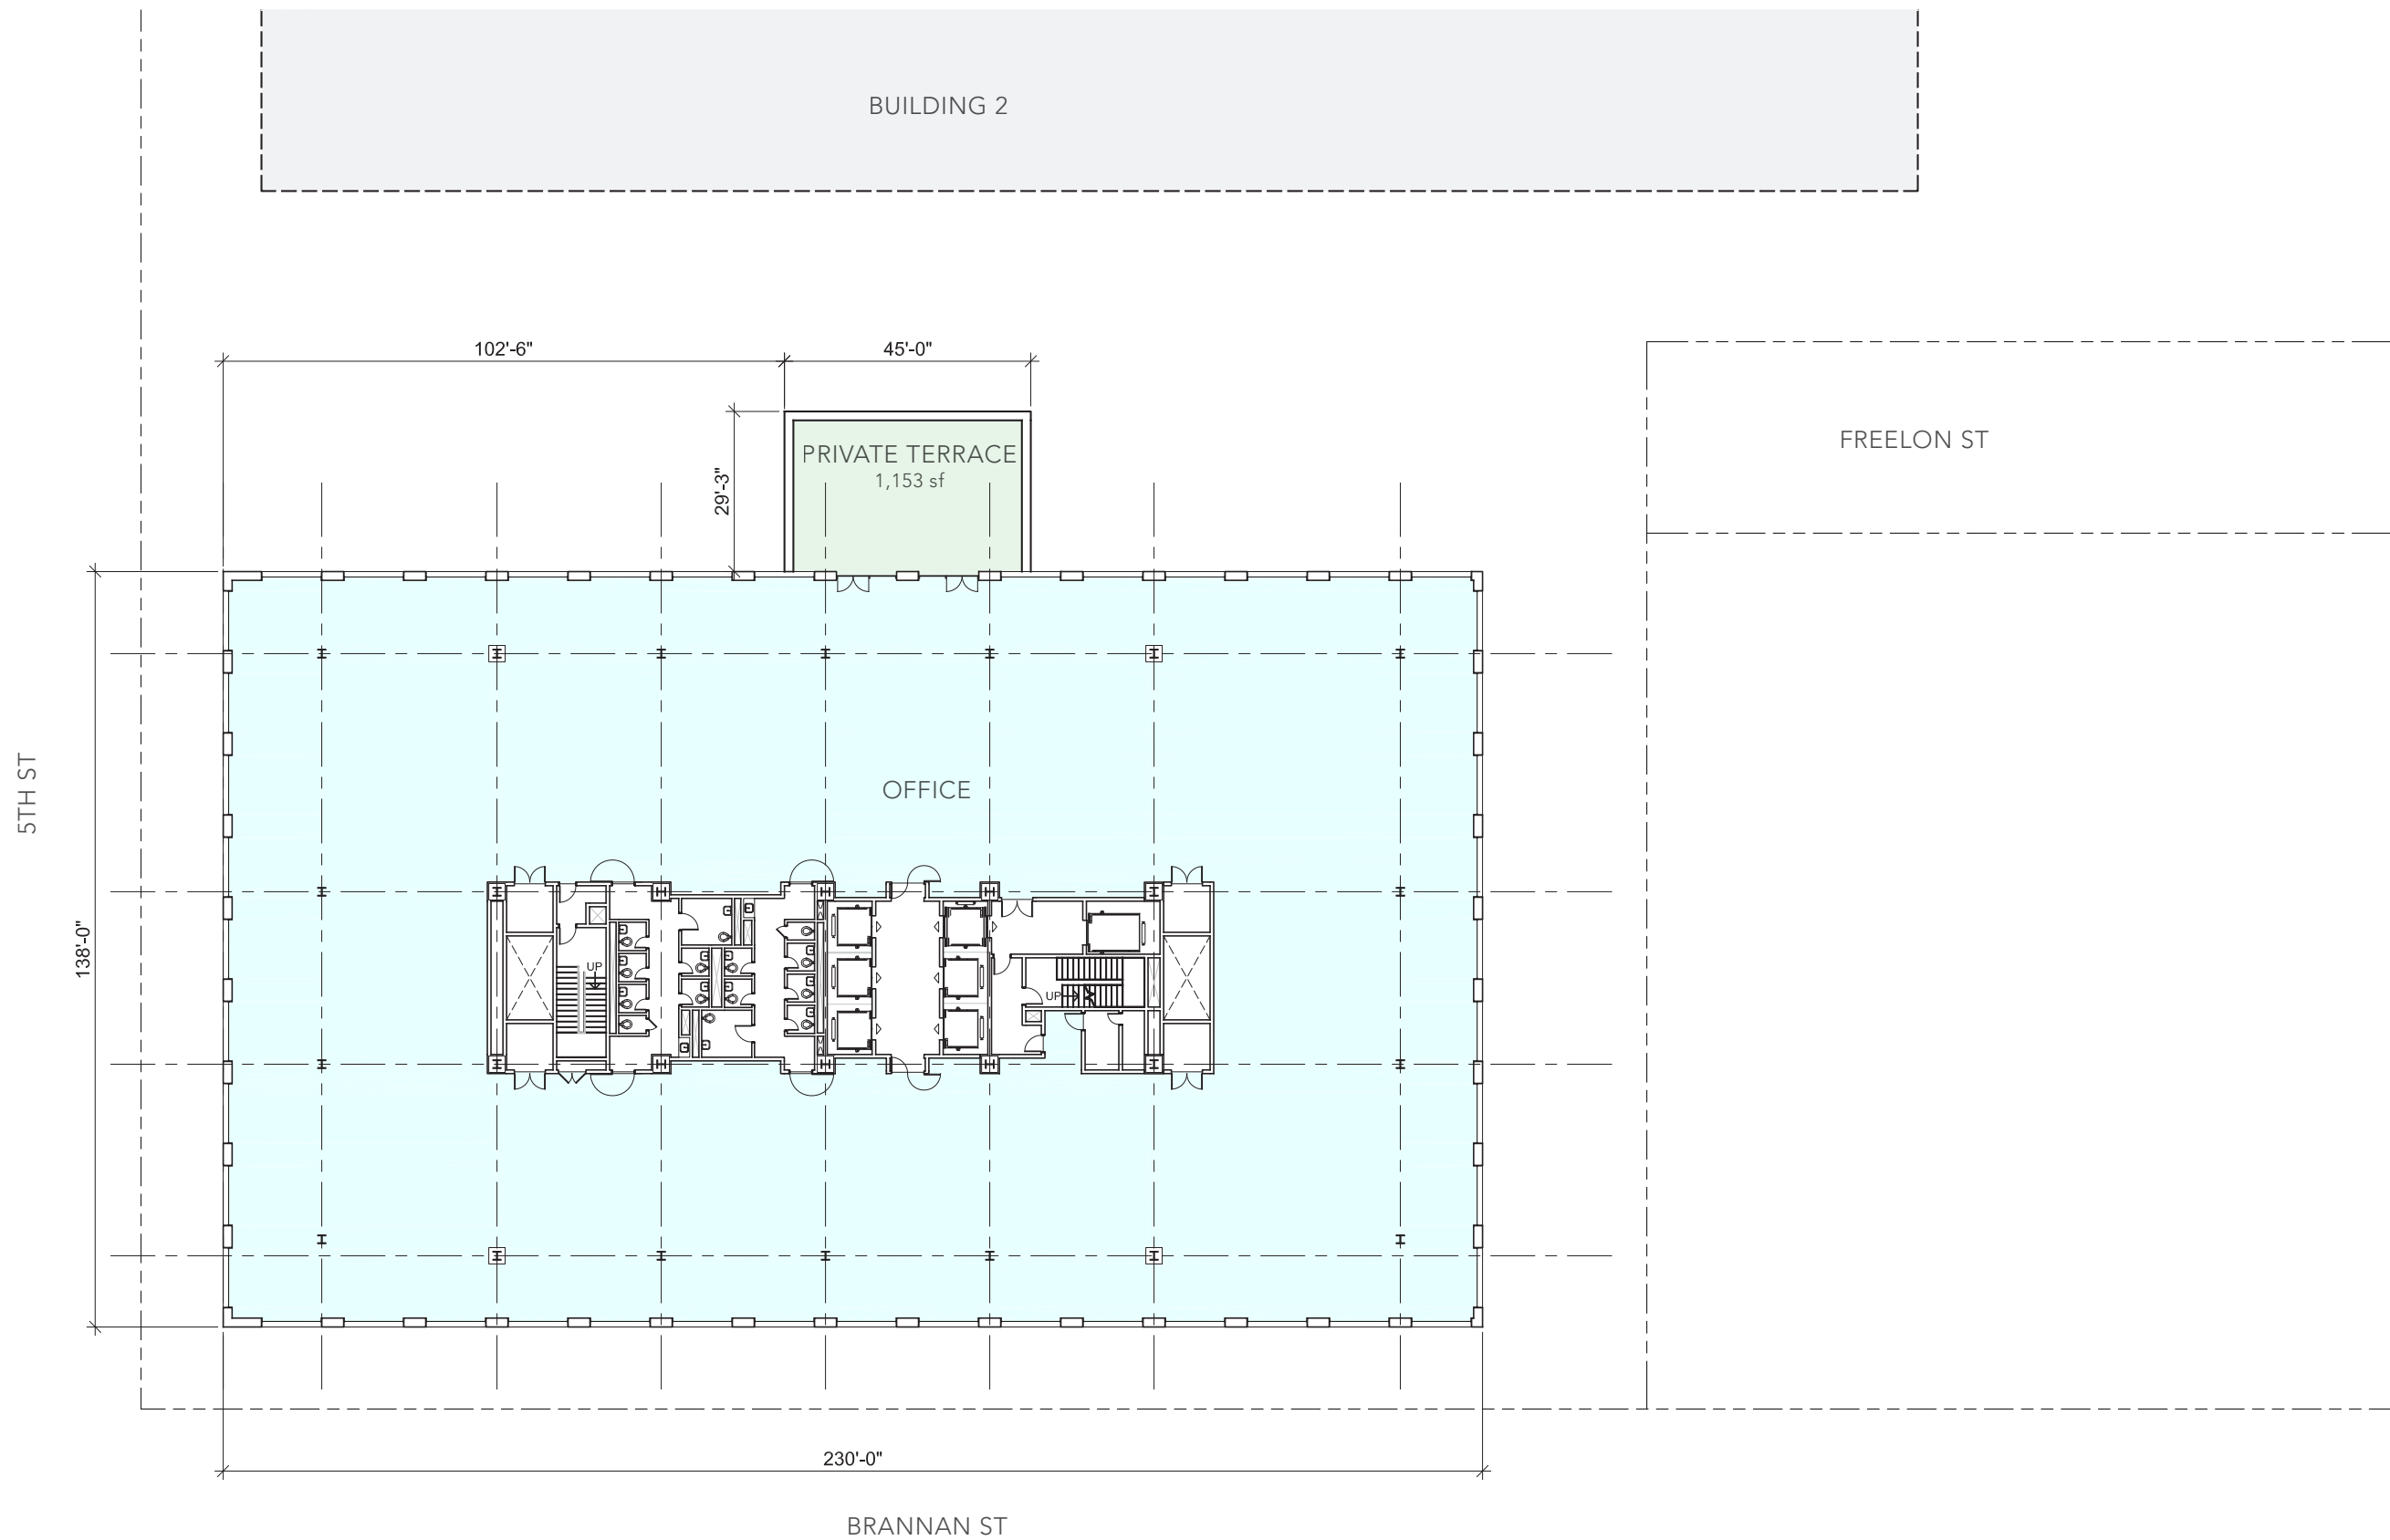 BUILDING 2
102'-6"
45'-0"
PRIVATE TERRACE
1,153 sf
29'-3"
FREELON ST
5TH ST
138'-0"
OFFICE
UP
UP
230'-0"
BRANNAN ST